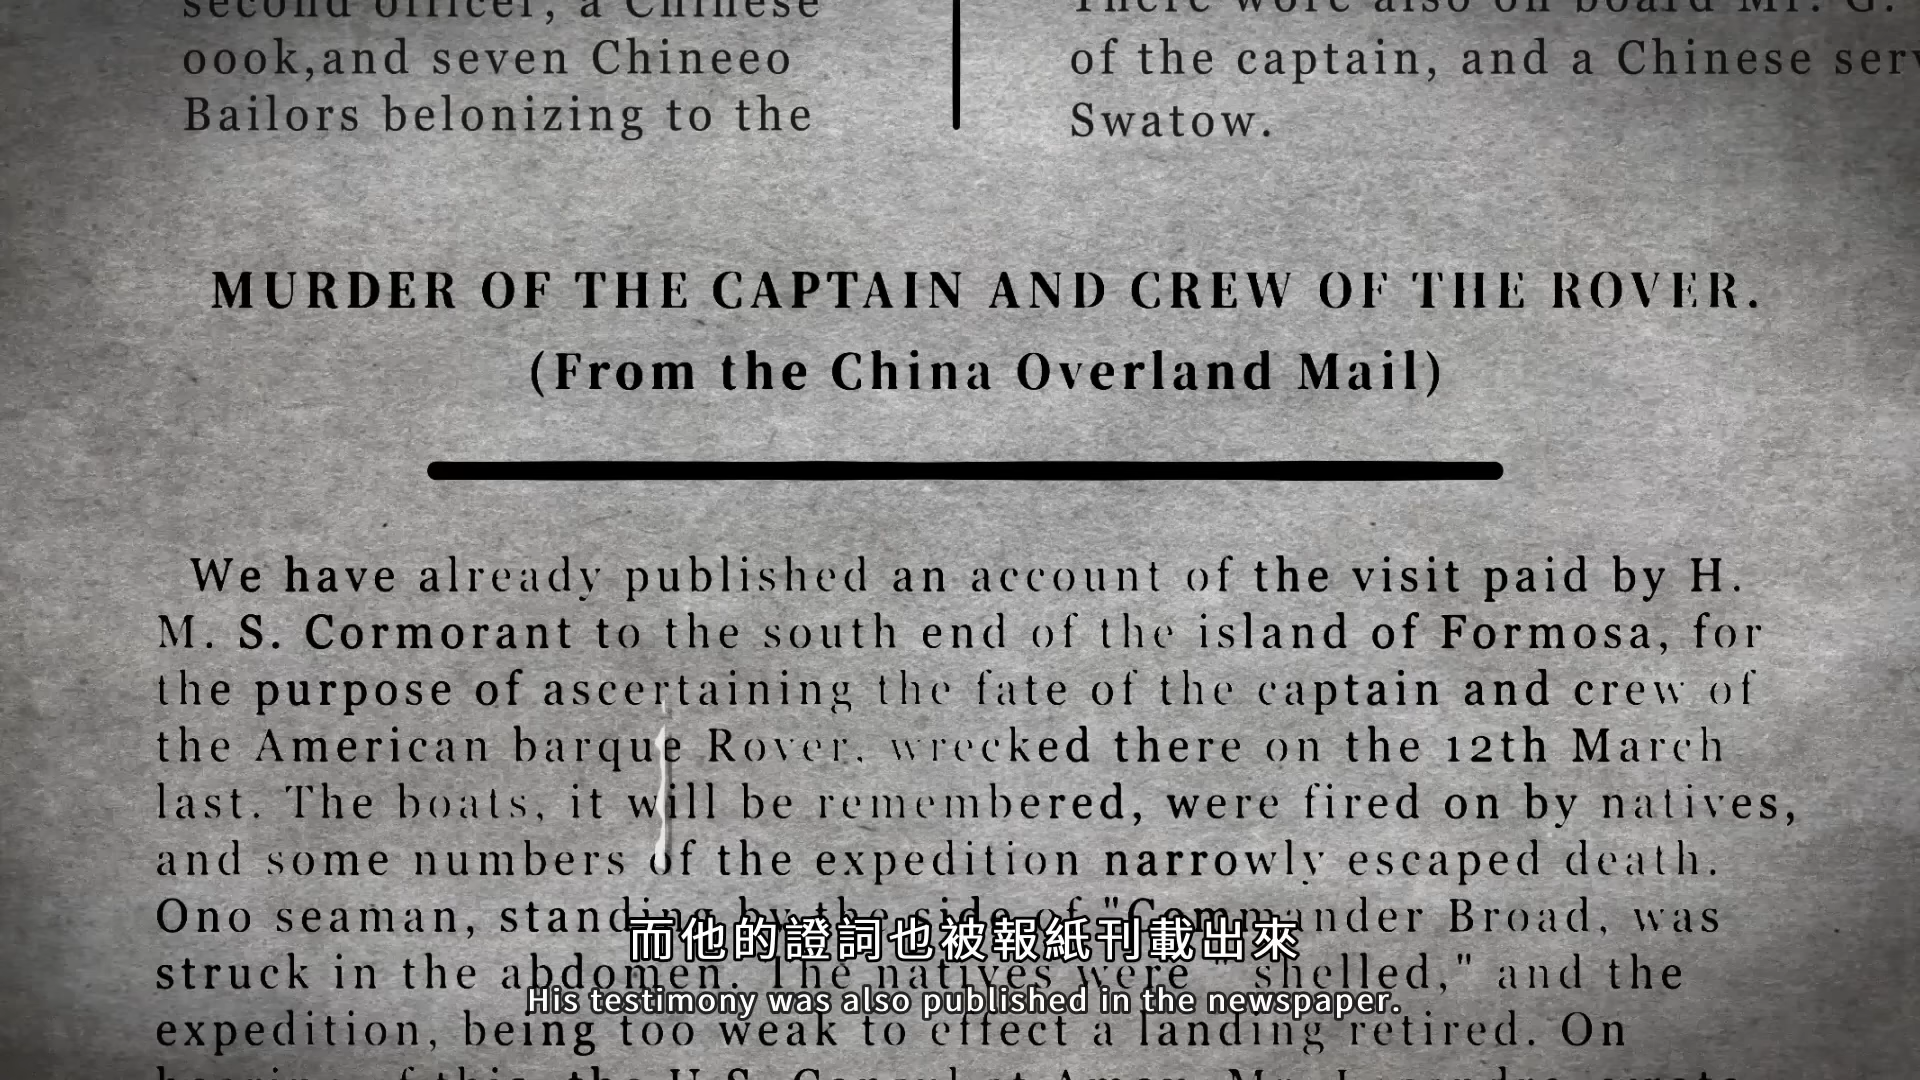 second officer, a Chinese
oook,and seven Chineeo
Bailors belonizing to the
There wore also on board Mr. G.
of the captain, and a Chinese serv
Swatow.
MURDER OF THE CAPTAIN AND CREW OF THE ROVER.
(From the China Overland Mail)
We have already published an account of the visit paid by H.
M. S. Cormorant to the south end of the island of Formosa, for
the purpose of ascertaining the fate of the captain and crew of
the American barque Rover, wrecked there on the 12th March
last. The boats, it will be remembered, were fired on by natives,
and some numbers of the expedition narrowly escaped death.
Ono seaman, standing by the side of "Commander Broad, was
struck in the abdomen. The natives were " shelled," and the
expedition, being too weak to effect a landing retired. On
而他的證詞也被報紙刊載出來
His testimony was also published in the newspaper.